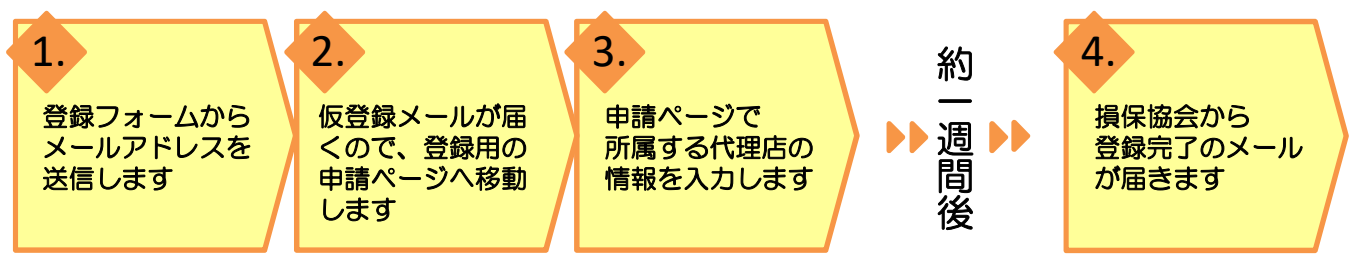 1.
登録フォームから
メールアドレスを
送信します
2.
仮登録メールが届
くので、登録用の
申請ページへ移動
します
3.
申請ページで
所属する代理店の
情報を入力します
約一週間後
4.
損保協会から
登録完了のメール
が届きます